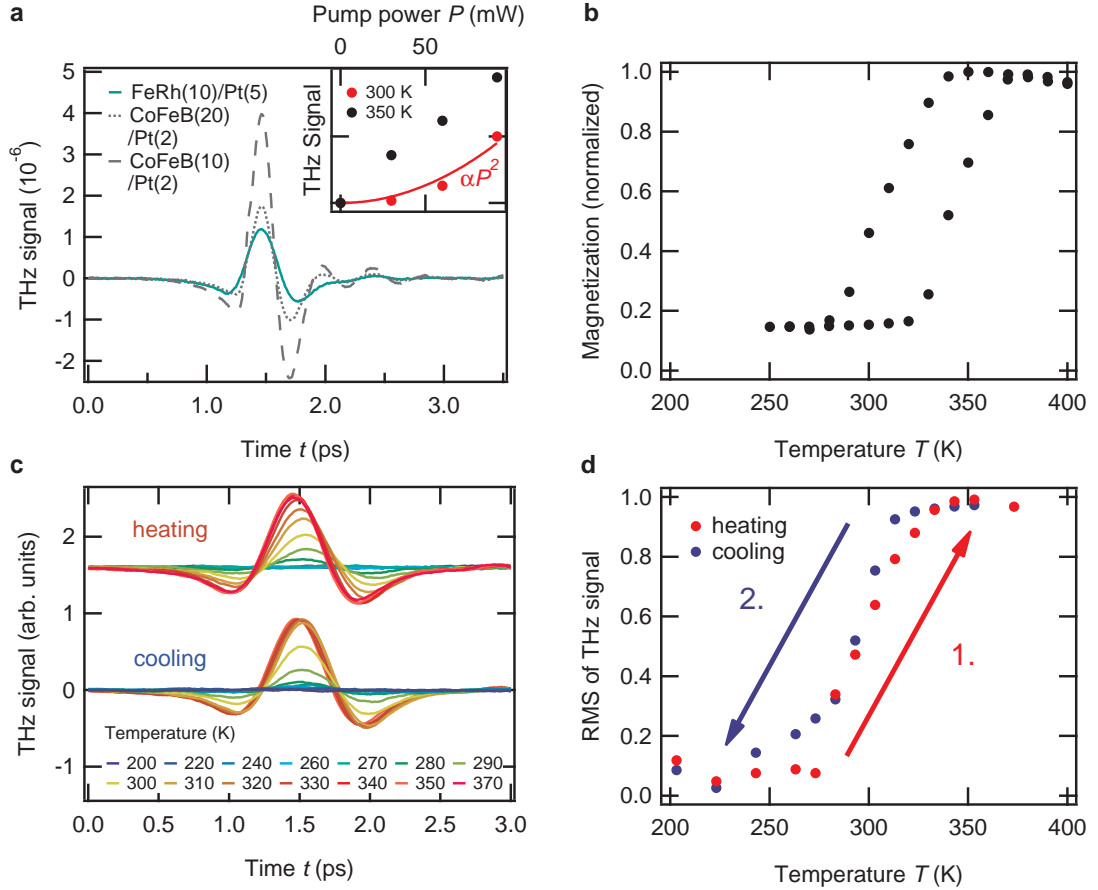 a
Pump power P (mW)
0 50
5
4
3
2
1
0
-1
-2
THz signal (10⁻⁶)
FeRh(10)/Pt(5)
CoFeB(20)
/Pt(2)
CoFeB(10)
/Pt(2)
THz Signal
300 K
350 K
αP²
0.0 1.0 2.0 3.0
Time t (ps)
b
Magnetization (normalized)
1.0
0.8
0.6
0.4
0.2
0.0
200 250 300 350 400
Temperature T (K)
c
THz signal (arb. units)
2
1
0
-1
heating
cooling
Temperature (K)
200 220 240 260 270 280 290
300 310 320 330 340 350 370
0.0 0.5 1.0 1.5 2.0 2.5 3.0
Time t (ps)
d
RMS of THz signal
1.0
0.8
0.6
0.4
0.2
0.0
heating
cooling
2.
1.
200 250 300 350 400
Temperature T (K)